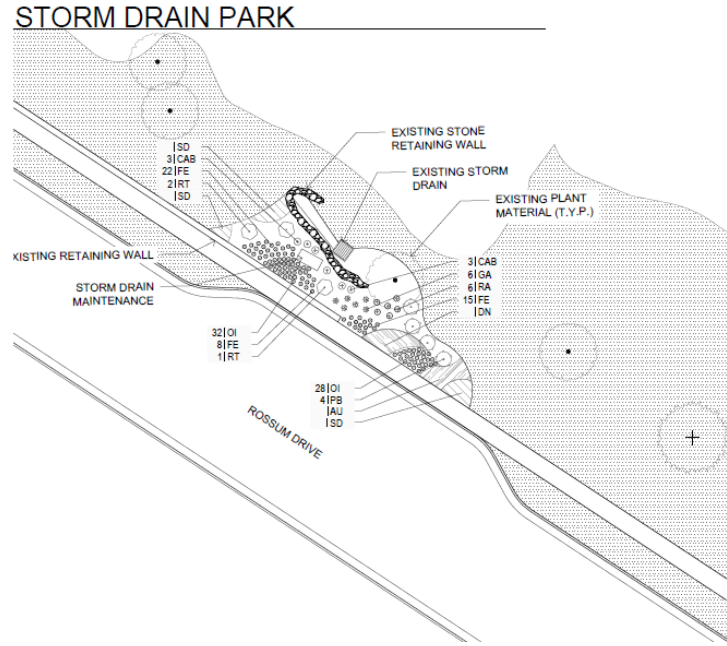 STORM DRAIN PARK
EXISTING STONE
RETAINING WALL
|SD
3|CAB
22|FE
2|RT
|SD
EXISTING STORM
DRAIN
EXISTING PLANT
MATERIAL (T.Y.P.)
XISTING RETAINING WALL
3|CAB
6|GA
6|RA
15|FE
|DN
STORM DRAIN
MAINTENANCE
32|OI
8|FE
1|RT
28|OI
4|PB
|AU
|SD
ROSSUM DRIVE